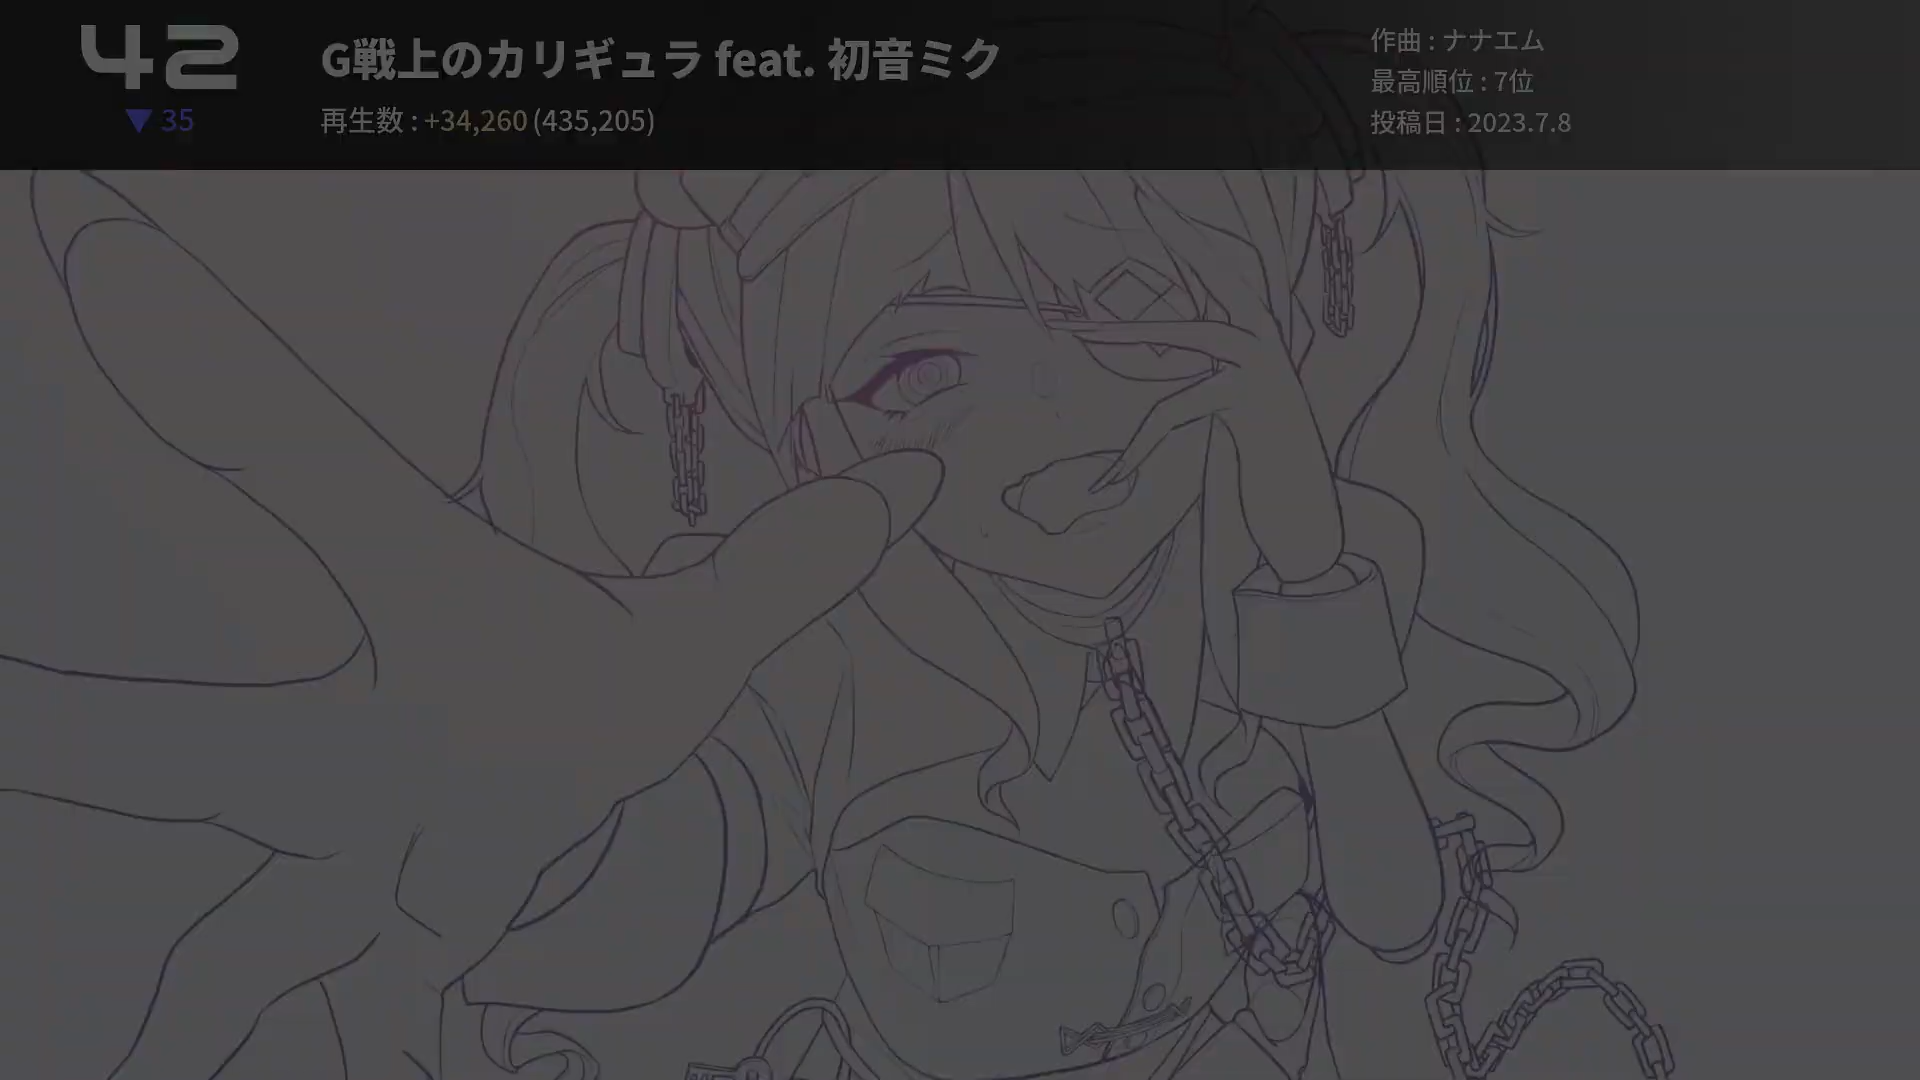 42
▼35
G戦上のカリギュラ feat. 初音ミク
再生数 : +34,260 (435,205)
作曲 : ナナエム
最高順位 : 7位
投稿日 : 2023.7.8